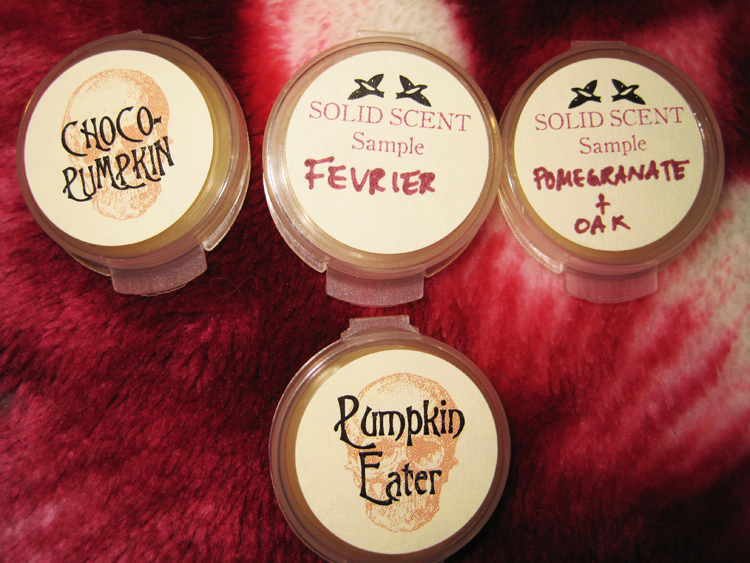 CHOCO-
PUMPKIN
SOLID SCENT
Sample
FEVRIER
SOLID SCENT
Sample
POMEGRANATE
+
OAK
Pumpkin
Eater